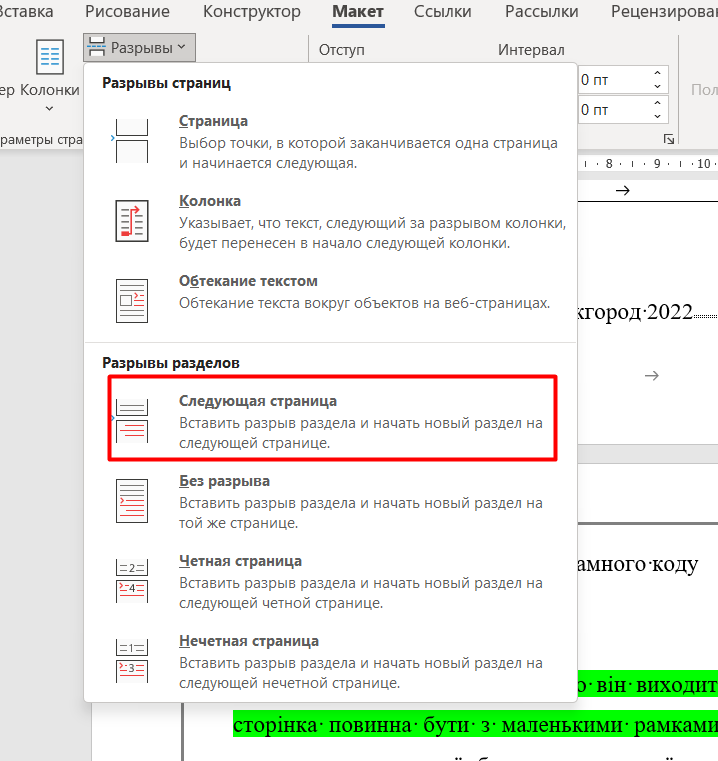 Вставка Рисование Конструктор Макет Ссылки Рассылки Рецензирован
Разрывы Отступ Интервал
ер Колонки
0 пт
Пол
0 пт
раметры стра
Разрывы страниц
Страница
Выбор точки, в которой заканчивается одна страница
и начинается следующая.
Колонка
Указывает, что текст, следующий за разрывом колонки,
будет перенесен в начало следующей колонки.
Обтекание текстом
Обтекание текста вокруг объектов на веб-страницах.
Разрывы разделов
Следующая страница
Вставить разрыв раздела и начать новый раздел на
следующей странице.
Без разрыва
Вставить разрыв раздела и начать новый раздел на
той же странице.
Четная страница
Вставить разрыв раздела и начать новый раздел на
следующей четной странице.
Нечетная страница
Вставить разрыв раздела и начать новый раздел на
следующей нечетной странице.
8 9 10
жгород·2022
амного·коду
о· він· виходит
сторінка· повинна· бути· з· маленькими· рамками